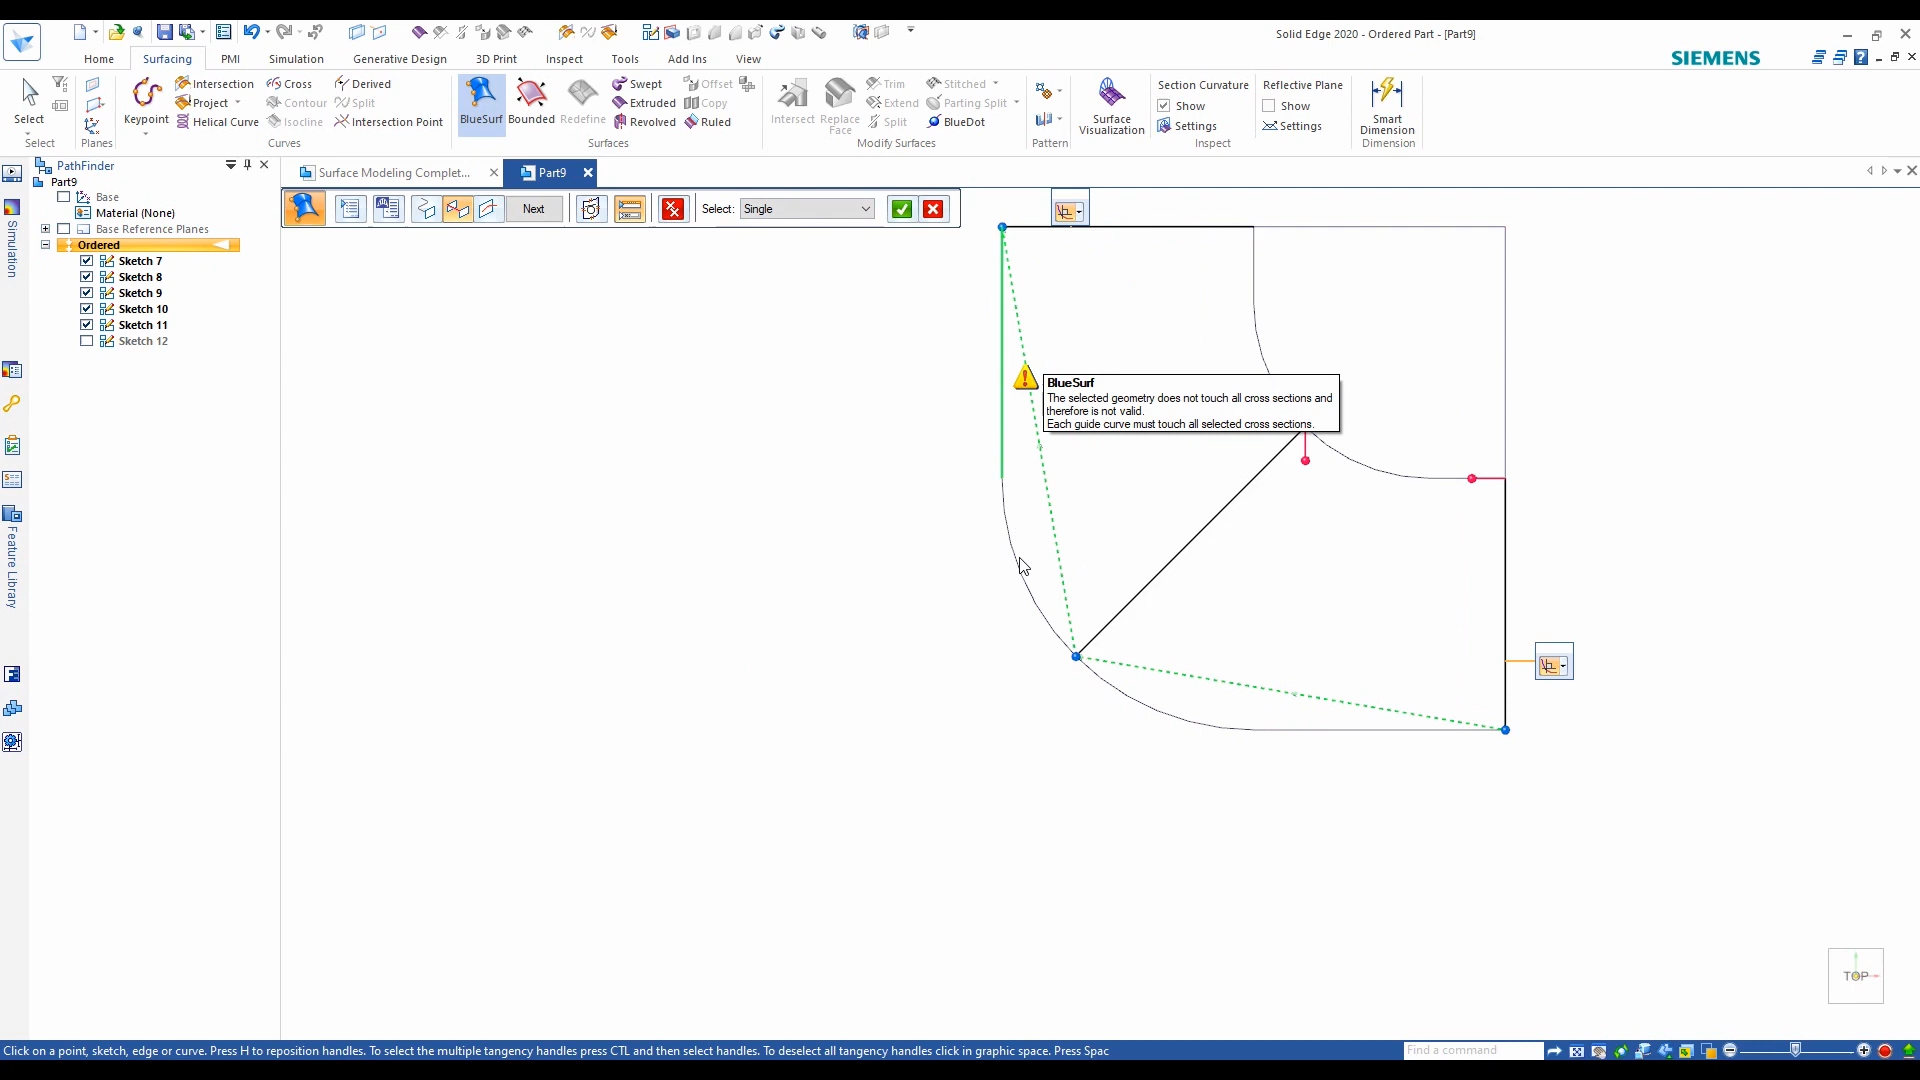 Solid Edge 2020 - Ordered Part - [Part9]
Home
Surfacing
PMI
Simulation
Generative Design
3D Print
Inspect
Tools
Add Ins
View
SIEMENS
Select
Select
Planes
Keypoint
Intersection
Project
Helical Curve
Cross
Contour
Isocline
Derived
Split
Intersection Point
Curves
BlueSurf
Bounded
Redefine
Swept
Extruded
Revolved
Offset
Copy
Ruled
Surfaces
Intersect
Replace
Face
Trim
Extend
Split
Stitched
Parting Split
BlueDot
Modify Surfaces
Pattern
Surface
Visualization
Section Curvature
Show
Settings
Reflective Plane
Show
Settings
Inspect
Smart
Dimension
Dimension
PathFinder
Part9
Base
Material (None)
Base Reference Planes
Ordered
Sketch 7
Sketch 8
Sketch 9
Sketch 10
Sketch 11
Sketch 12
Simulation
Feature Library
Surface Modeling Complet...
Part9
Next
Select:
Single
BlueSurf
The selected geometry does not touch all cross sections and
therefore is not valid.
Each guide curve must touch all selected cross sections.
TOP
Click on a point, sketch, edge or curve. Press H to reposition handles. To select the multiple tangency handles press CTL and then select handles. To deselect all tangency handles click in graphic space. Press Spac
Find a command